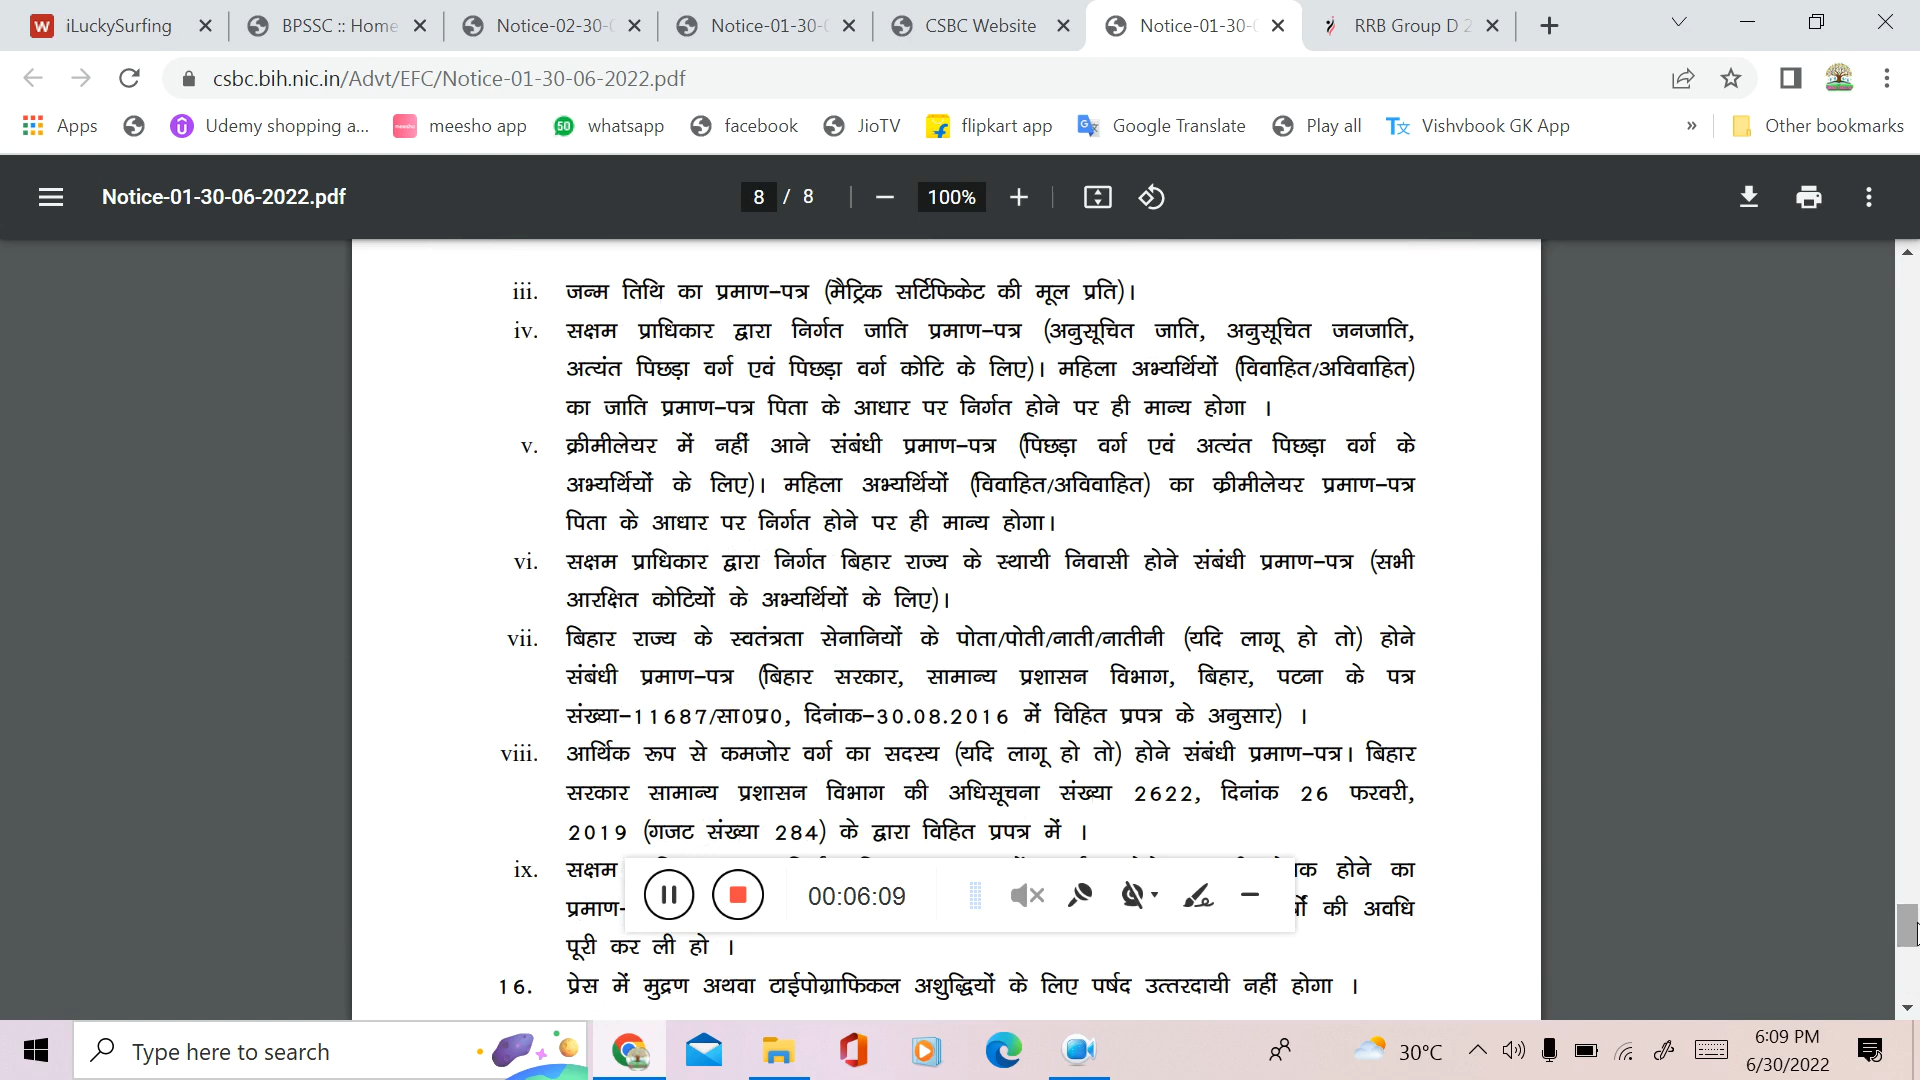 iLuckySurfing
BPSSC :: Home
Notice-02-30-
Notice-01-30-
CSBC Website
Notice-01-30-
RRB Group D 2
csbc.bih.nic.in/Advt/EFC/Notice-01-30-06-2022.pdf
Apps
Udemy shopping a...
meesho app
whatsapp
facebook
JioTV
flipkart app
Google Translate
Play all
Vishvbook GK App
»
Other bookmarks
Notice-01-30-06-2022.pdf
8 / 8
100%
iii. जन्म तिथि का प्रमाण-पत्र (मैट्रिक सर्टिफिकेट की मूल प्रति)।
iv. सक्षम प्राधिकार द्वारा निर्गत जाति प्रमाण-पत्र (अनुसूचित जाति, अनुसूचित जनजाति,
अत्यंत पिछड़ा वर्ग एवं पिछड़ा वर्ग कोटि के लिए)। महिला अभ्यर्थियों (विवाहित/अविवाहित)
का जाति प्रमाण-पत्र पिता के आधार पर निर्गत होने पर ही मान्य होगा ।
v. क्रीमीलेयर में नहीं आने संबंधी प्रमाण-पत्र (पिछड़ा वर्ग एवं अत्यंत पिछड़ा वर्ग के
अभ्यर्थियों के लिए)। महिला अभ्यर्थियों (विवाहित/अविवाहित) का क्रीमीलेयर प्रमाण-पत्र
पिता के आधार पर निर्गत होने पर ही मान्य होगा।
vi. सक्षम प्राधिकार द्वारा निर्गत बिहार राज्य के स्थायी निवासी होने संबंधी प्रमाण-पत्र (सभी
आरक्षित कोटियों के अभ्यर्थियों के लिए)।
vii. बिहार राज्य के स्वतंत्रता सेनानियों के पोता/पोती/नाती/नातीनी (यदि लागू हो तो) होने
संबंधी प्रमाण-पत्र (बिहार सरकार, सामान्य प्रशासन विभाग, बिहार, पटना के पत्र
संख्या-11687/सा0प्र0, दिनांक-30.08.2016 में विहित प्रपत्र के अनुसार) ।
viii. आर्थिक रूप से कमजोर वर्ग का सदस्य (यदि लागू हो तो) होने संबंधी प्रमाण-पत्र। बिहार
सरकार सामान्य प्रशासन विभाग की अधिसूचना संख्या 2622, दिनांक 26 फरवरी,
2019 (गजट संख्या 284) के द्वारा विहित प्रपत्र में ।
ix. सक्षम होने का
प्रमाण- की अवधि
00:06:09
पूरी कर ली हो ।
16. प्रेस में मुद्रण अथवा टाईपोग्राफिकल अशुद्धियों के लिए पर्षद उत्तरदायी नहीं होगा ।
Type here to search
30°C
6:09 PM
6/30/2022